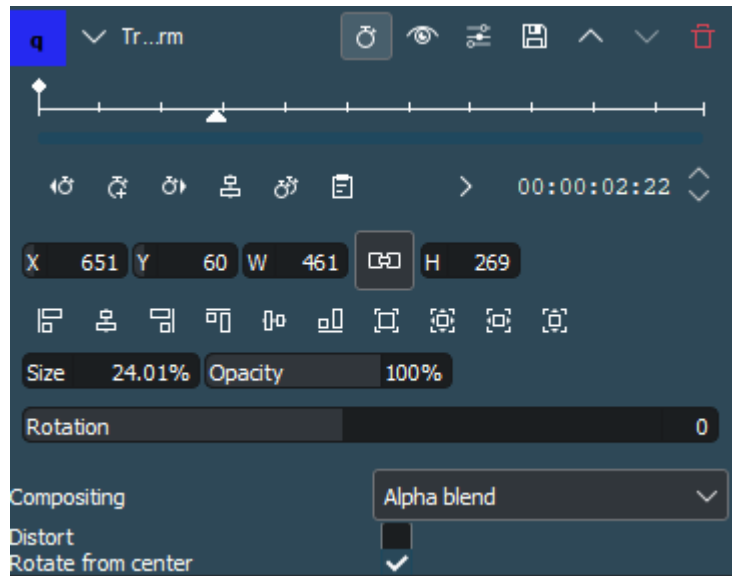 q Tr...rm
00:00:02:22
X 651 Y 60 W 461 H 269
Size 24.01% Opacity 100%
Rotation 0
Compositing Alpha blend
Distort
Rotate from center